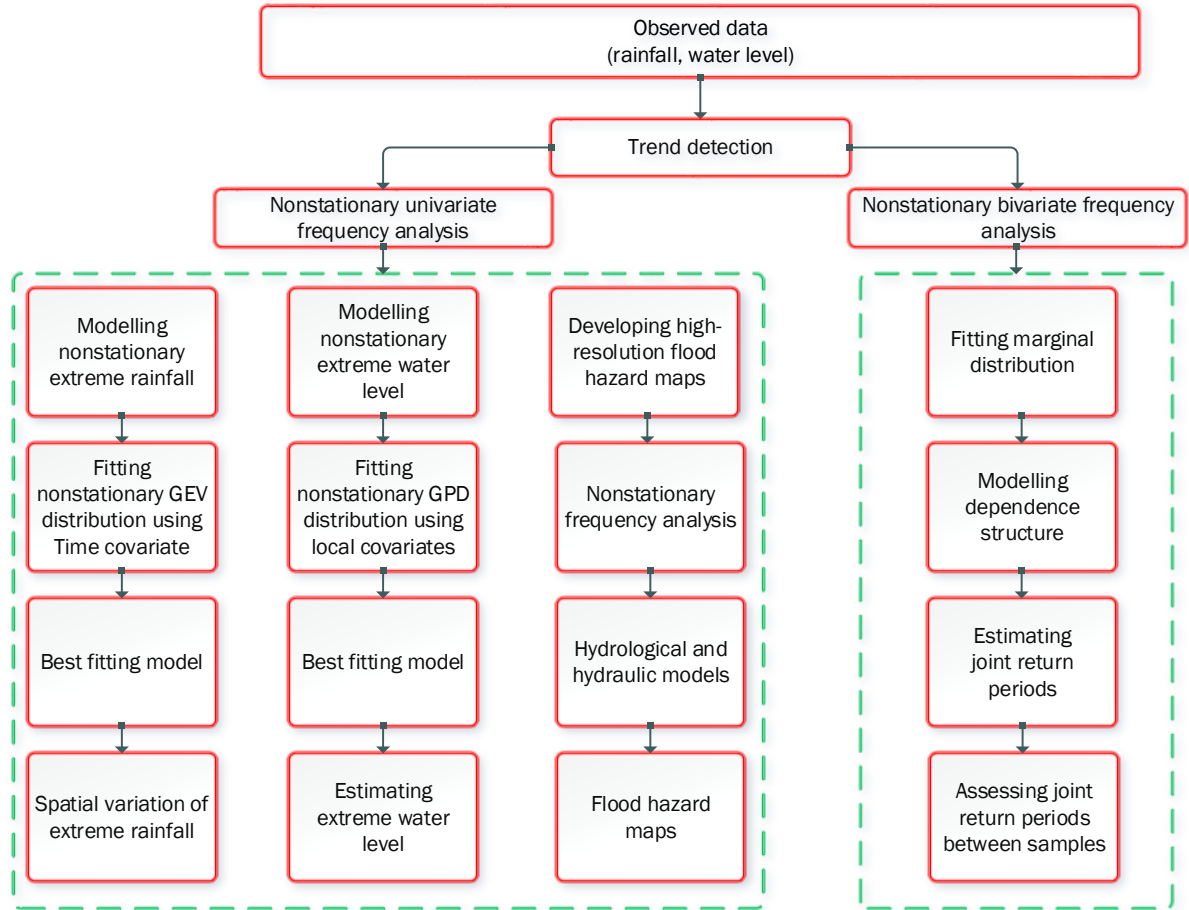 Observed data
(rainfall, water level)
Trend detection
Nonstationary univariate
frequency analysis
Nonstationary bivariate frequency
analysis
Modelling
nonstationary
extreme rainfall
Fitting
nonstationary GEV
distribution using
Time covariate
Best fitting model
Spatial variation of
extreme rainfall
Modelling
nonstationary
extreme water
level
Fitting
nonstationary GPD
distribution using
local covariates
Best fitting model
Estimating
extreme water
level
Developing high-
resolution flood
hazard maps
Nonstationary
frequency analysis
Hydrological and
hydraulic models
Flood hazard
maps
Fitting marginal
distribution
Modelling
dependence
structure
Estimating
joint return
periods
Assessing joint
return periods
between samples